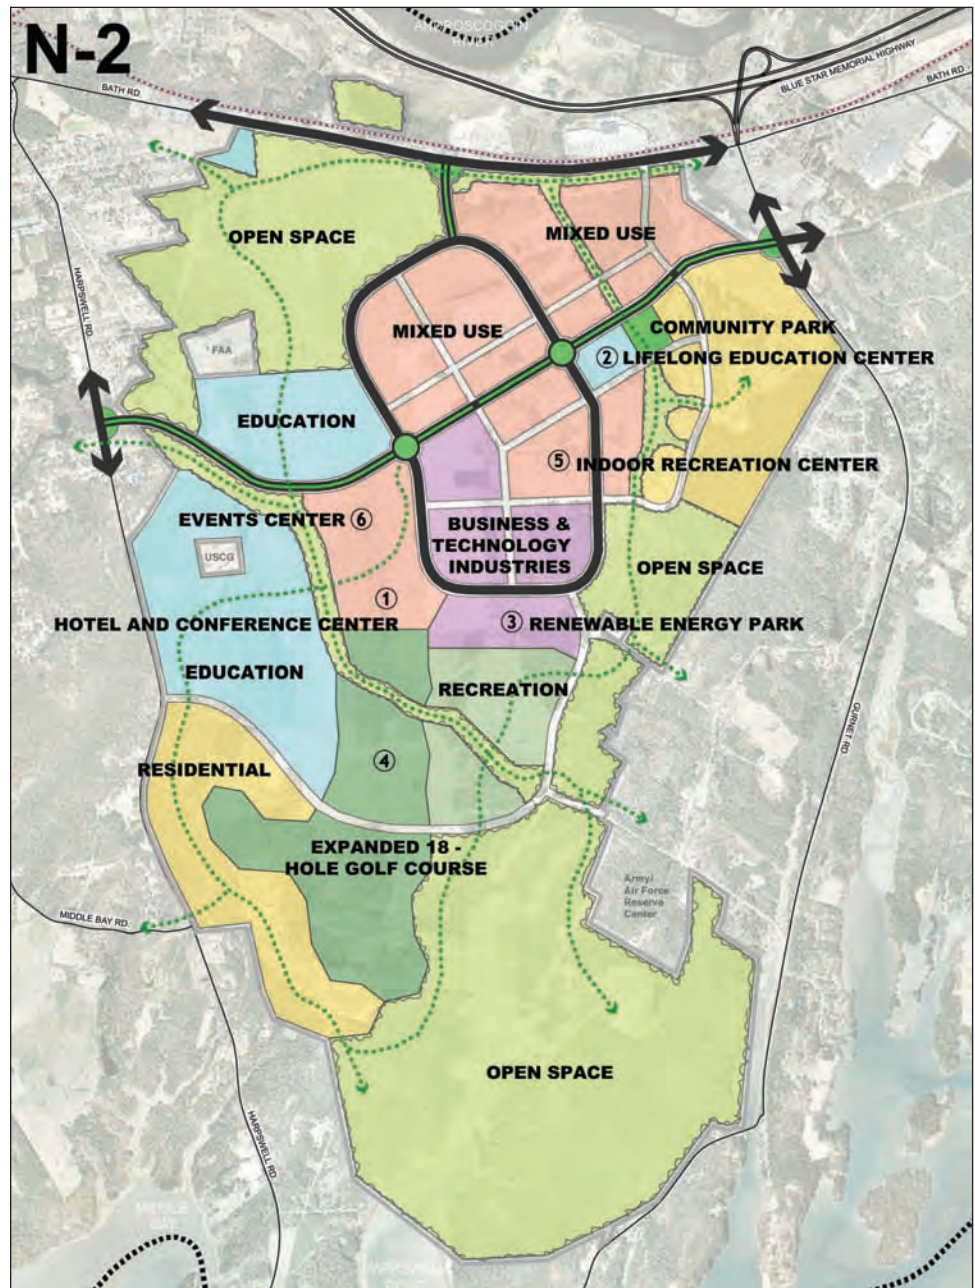 N-2
ANDROSCOGGIN
RIVER
BLUE STAR MEMORIAL HIGHWAY
BATH RD.
BATH RD.
OPEN SPACE
MIXED USE
HARPSWELL RD.
MIXED USE
COMMUNITY PARK
FAA
② LIFELONG EDUCATION CENTER
EDUCATION
⑤ INDOOR RECREATION CENTER
EVENTS CENTER ⑥
BUSINESS &
TECHNOLOGY
INDUSTRIES
USCG
OPEN SPACE
①
HOTEL AND CONFERENCE CENTER
③ RENEWABLE ENERGY PARK
EDUCATION
RECREATION
GURNET RD.
④
RESIDENTIAL
EXPANDED 18 -
HOLE GOLF COURSE
Army/
Air Force
Reserve
Center
MIDDLE BAY RD.
OPEN SPACE
HARPSWELL RD.
MIDDLE
BAY